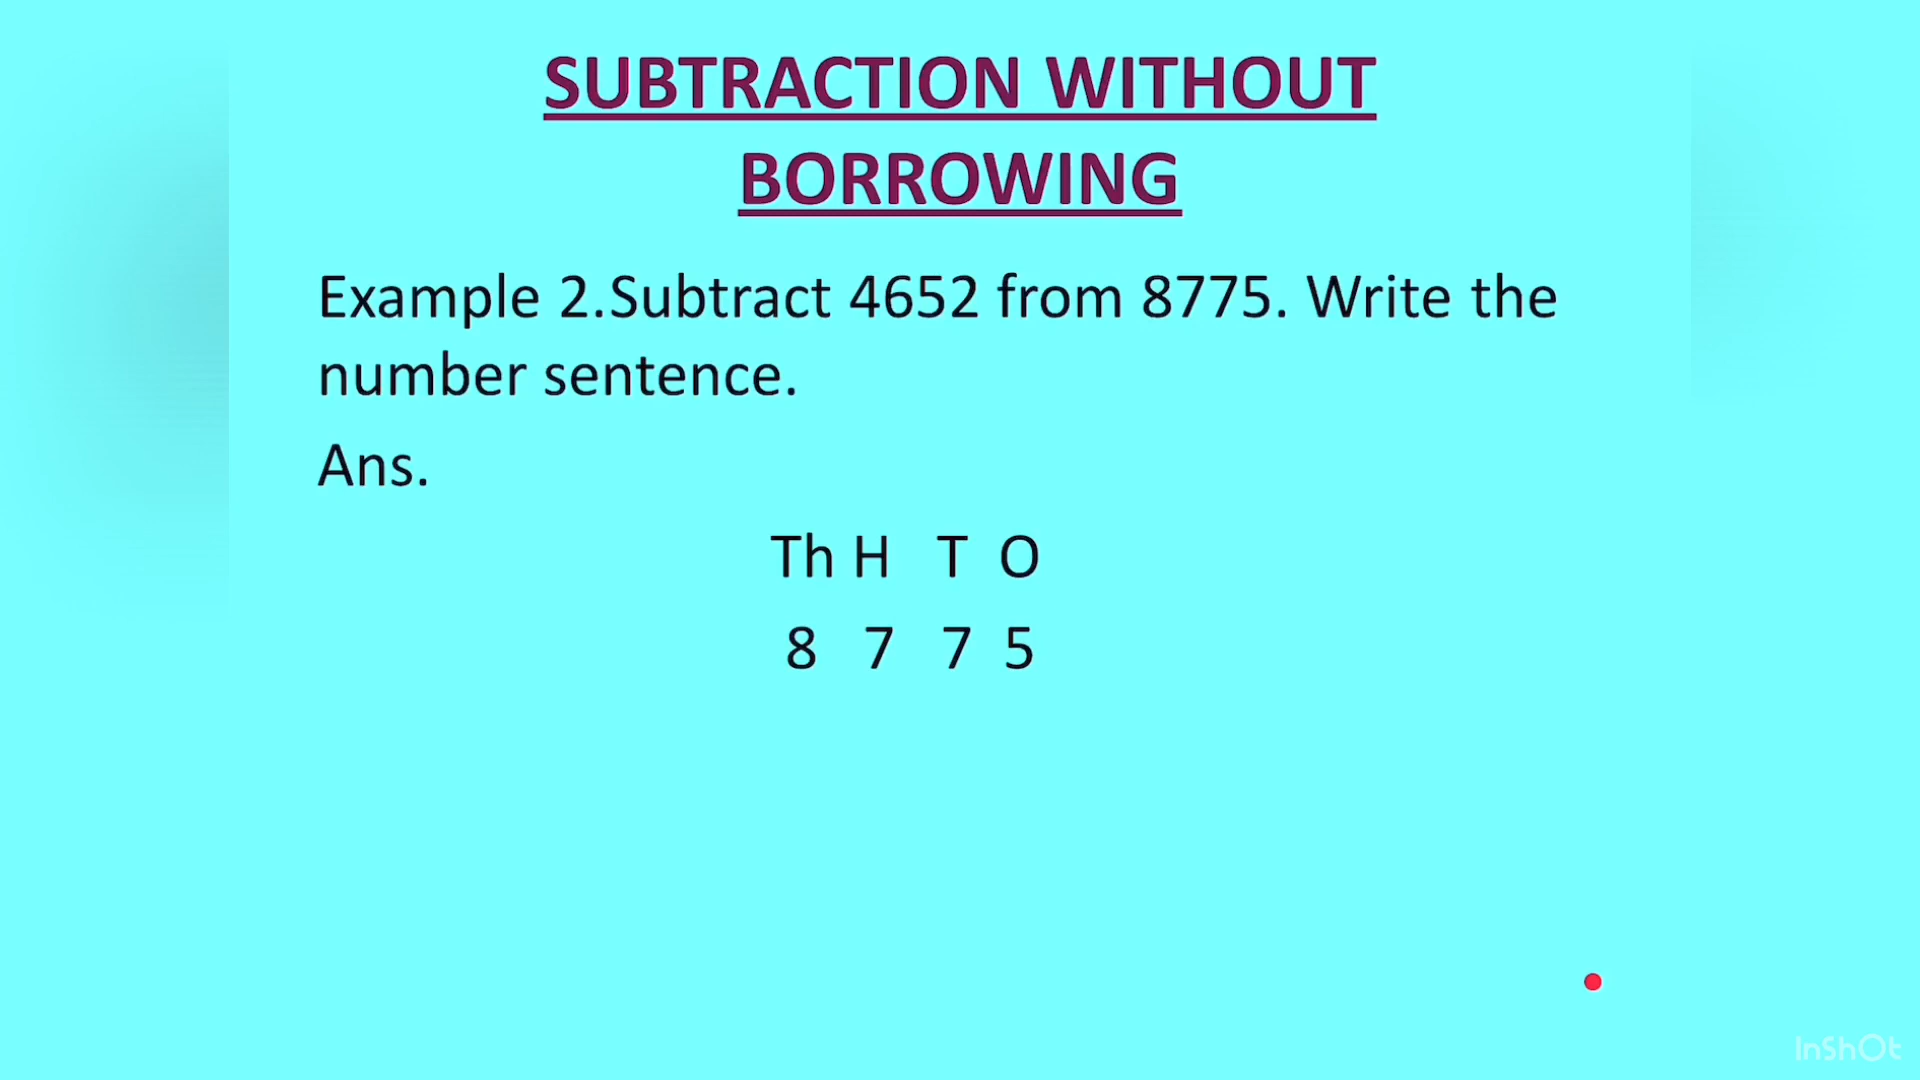 SUBTRACTION WITHOUT
BORROWING
Example 2.Subtract 4652 from 8775. Write the
number sentence.
Ans.
Th H T O
8 7 7 5
InShOt